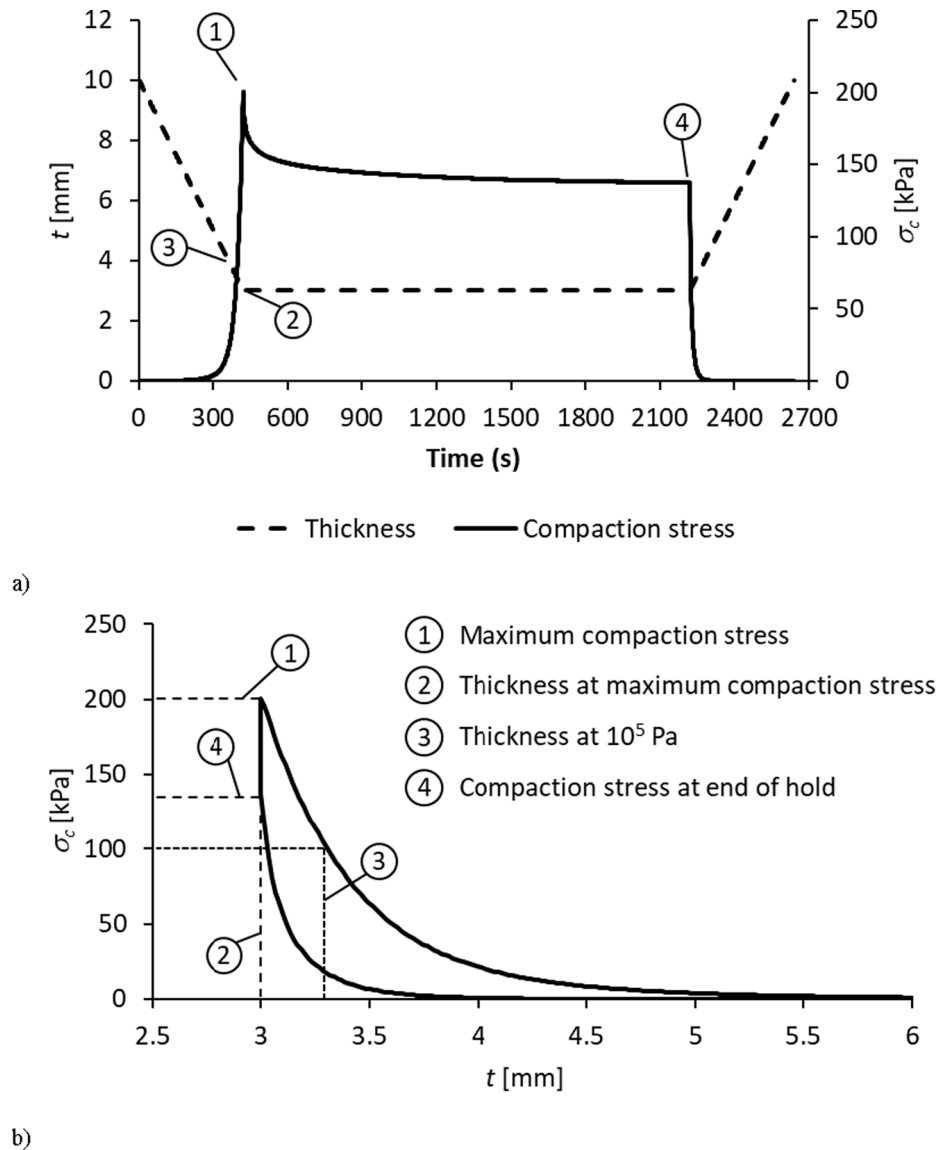 12
10
8
6
4
2
0
t [mm]
250
200
150
100
50
0
σc [kPa]
1
2
3
4
0 300 600 900 1200 1500 1800 2100 2400 2700
Time (s)
Thickness Compaction stress
a)
250
200
150
100
50
0
σc [kPa]
1
4
2
3
1 Maximum compaction stress
2 Thickness at maximum compaction stress
3 Thickness at 10⁵ Pa
4 Compaction stress at end of hold
2.5 3 3.5 4 4.5 5 5.5 6
t [mm]
b)